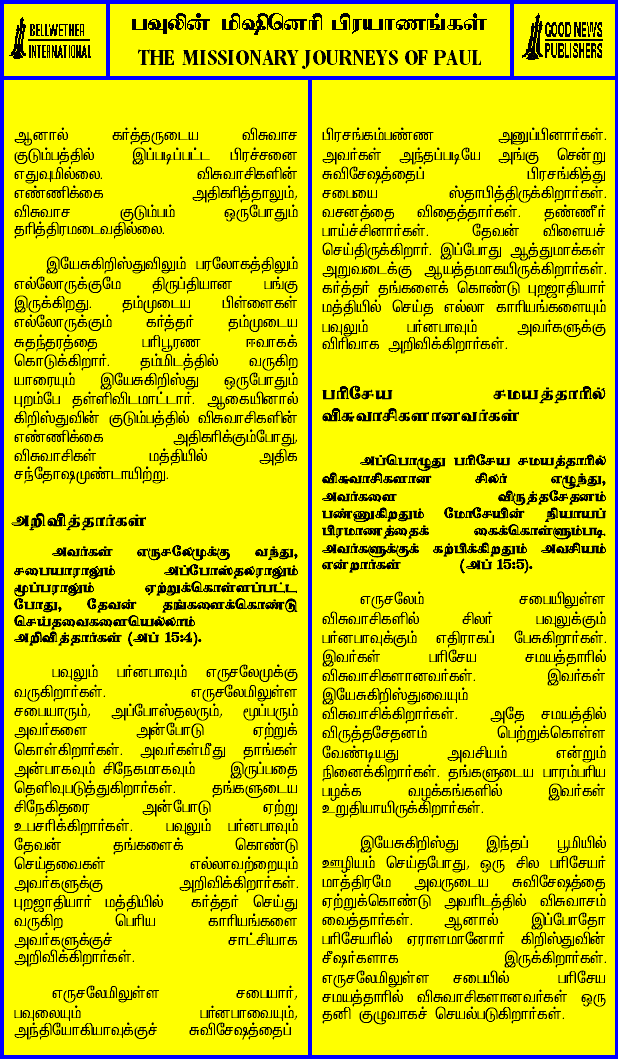 BELLWETHER
INTERNATIONAL
பவுலின் மிஷினெரி பிரயாணங்கள்
THE MISSIONARY JOURNEYS OF PAUL
GOOD NEWS
PUBLISHERS
ஆனால் கர்த்தருடைய விசுவாச
குடும்பத்தில் இப்படிப்பட்ட பிரச்சனை
எதுவுமில்லை. விசுவாசிகளின்
எண்ணிக்கை அதிகரித்தாலும்,
விசுவாச குடும்பம் ஒருபோதும்
தரித்திரமடைவதில்லை.
இயேசுகிறிஸ்துவிலும் பரலோகத்திலும்
எல்லோருக்குமே திருப்தியான பங்கு
இருக்கிறது. தம்முடைய பிள்ளைகள்
எல்லோருக்கும் கர்த்தர் தம்முடைய
சுதந்தரத்தை பரிபூரண ஈவாகக்
கொடுக்கிறார். தம்மிடத்தில் வருகிற
யாரையும் இயேசுகிறிஸ்து ஒருபோதும்
புறம்பே தள்ளிவிடமாட்டார். ஆகையினால்
கிறிஸ்துவின் குடும்பத்தில் விசுவாசிகளின்
எண்ணிக்கை அதிகரிக்கும்போது,
விசுவாசிகள் மத்தியில் அதிக
சந்தோஷமுண்டாயிற்று.
அறிவித்தார்கள்
அவர்கள் எருசலேமுக்கு வந்து,
சபையாராலும் அப்போஸ்தலராலும்
மூப்பராலும் ஏற்றுக்கொள்ளப்பட்ட
போது, தேவன் தங்களைக்கொண்டு
செய்தவைகளையெல்லாம்
அறிவித்தார்கள் (அப் 15:4).
பவுலும் பர்னபாவும் எருசலேமுக்கு
வருகிறார்கள். எருசலேமிலுள்ள
சபையாரும், அப்போஸ்தலரும், மூப்பரும்
அவர்களை அன்போடு ஏற்றுக்
கொள்கிறார்கள். அவர்கள்மீது தாங்கள்
அன்பாகவும் சிநேகமாகவும் இருப்பதை
தெளிவுபடுத்துகிறார்கள். தங்களுடைய
சிநேகிதரை அன்போடு ஏற்று
உபசரிக்கிறார்கள். பவுலும் பர்னபாவும்
தேவன் தங்களைக் கொண்டு
செய்தவைகள் எல்லாவற்றையும்
அவர்களுக்கு அறிவிக்கிறார்கள்.
புறஜாதியார் மத்தியில் கர்த்தர் செய்து
வருகிற பெரிய காரியங்களை
அவர்களுக்குச் சாட்சியாக
அறிவிக்கிறார்கள்.
எருசலேமிலுள்ள சபையார்,
பவுலையும் பர்னபாவையும்,
அந்தியோகியாவுக்குச் சுவிசேஷத்தைப்
பிரசங்கம்பண்ண அனுப்பினார்கள்.
அவர்கள் அந்தப்படியே அங்கு சென்று
சுவிசேஷத்தைப் பிரசங்கித்து
சபையை ஸ்தாபித்திருக்கிறார்கள்.
வசனத்தை விதைத்தார்கள். தண்ணீர்
பாய்ச்சினார்கள். தேவன் விளையச்
செய்திருக்கிறார். இப்போது ஆத்துமாக்கள்
அறுவடைக்கு ஆயத்தமாகயிருக்கிறார்கள்.
கர்த்தர் தங்களைக் கொண்டு புறஜாதியார்
மத்தியில் செய்த எல்லா காரியங்களையும்
பவுலும் பர்னபாவும் அவர்களுக்கு
விரிவாக அறிவிக்கிறார்கள்.
பரிசேய சமயத்தாரில்
விசுவாசிகளானவர்கள்
அப்பொழுது பரிசேய சமயத்தாரில்
விசுவாசிகளான சிலர் எழுந்து,
அவர்களை விருத்தசேதனம்
பண்ணுகிறதும் மோசேயின் நியாயப்
பிரமாணத்தைக் கைக்கொள்ளும்படி
அவர்களுக்குக் கற்பிக்கிறதும் அவசியம்
என்றார்கள் (அப் 15:5).
எருசலேம் சபையிலுள்ள
விசுவாசிகளில் சிலர் பவுலுக்கும்
பர்னபாவுக்கும் எதிராகப் பேசுகிறார்கள்.
இவர்கள் பரிசேய சமயத்தாரில்
விசுவாசிகளானவர்கள். இவர்கள்
இயேசுகிறிஸ்துவையும்
விசுவாசிக்கிறார்கள். அதே சமயத்தில்
விருத்தசேதனம் பெற்றுக்கொள்ள
வேண்டியது அவசியம் என்றும்
நினைக்கிறார்கள். தங்களுடைய பாரம்பரிய
பழக்க வழக்கங்களில் இவர்கள்
உறுதியாயிருக்கிறார்கள்.
இயேசுகிறிஸ்து இந்தப் பூமியில்
ஊழியம் செய்தபோது, ஒரு சில பரிசேயர்
மாத்திரமே அவருடைய சுவிசேஷத்தை
ஏற்றுக்கொண்டு அவரிடத்தில் விசுவாசம்
வைத்தார்கள். ஆனால் இப்போதோ
பரிசேயரில் ஏராளமானோர் கிறிஸ்துவின்
சீஷர்களாக இருக்கிறார்கள்.
எருசலேமிலுள்ள சபையில் பரிசேய
சமயத்தாரில் விசுவாசிகளானவர்கள் ஒரு
தனி குழுவாகச் செயல்படுகிறார்கள்.